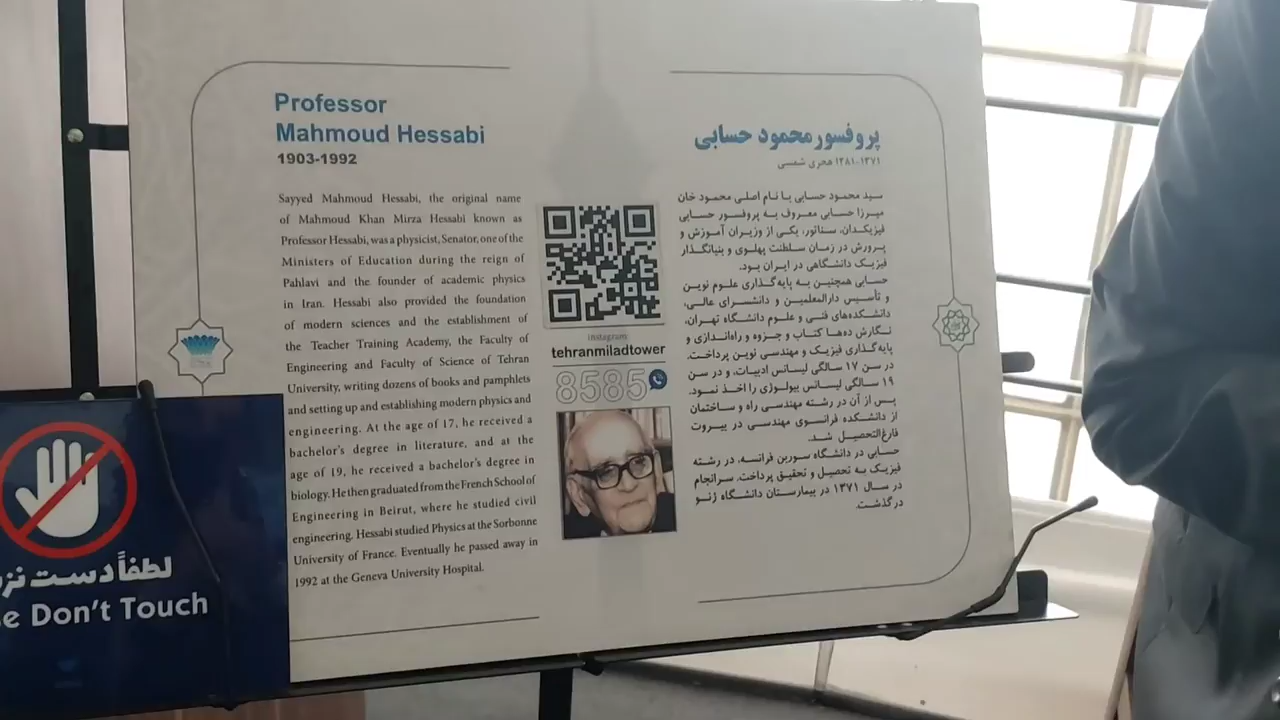 Professor
Mahmoud Hessabi
1903-1992
Sayyed Mahmoud Hessabi, the original name
of Mahmoud Khan Mirza Hessabi known as
Professor Hessabi, was a physicist, Senator, one of the
Ministers of Education during the reign of
Pahlavi and the founder of academic physics
in Iran. Hessabi also provided the foundation
of modern sciences and the establishment of
the Teacher Training Academy, the Faculty of
Engineering and Faculty of Science of Tehran
University, writing dozens of books and pamphlets
and setting up and establishing modern physics and
engineering. At the age of 17, he received a
bachelor's degree in literature, and at the
age of 19, he received a bachelor's degree in
biology. He then graduated from the French School of
Engineering in Beirut, where he studied civil
engineering. Hessabi studied Physics at the Sorbonne
University of France. Eventually he passed away in
1992 at the Geneva University Hospital.
instagram
tehranmiladtower
8585
پروفسور محمود حسابی
۱۳۷۱-۱۲۸۱ هجری شمسی
سید محمود حسابی با نام اصلی محمود خان
میرزا حسابی معروف به پروفسور حسابی
فیزیکدان، سناتور، یکی از وزیران آموزش و
پرورش در زمان سلطنت پهلوی و بنیانگذار
فیزیک دانشگاهی در ایران بود.
حسابی همچنین به پایه‌گذاری علوم نوین
و تأسیس دارالمعلمین و دانشسرای عالی،
دانشکده‌های فنی و علوم دانشگاه تهران،
نگارش ده‌ها کتاب و جزوه و راه‌اندازی و
پایه‌گذاری فیزیک و مهندسی نوین پرداخت.
در سن ۱۷ سالگی لیسانس ادبیات، و در سن
۱۹ سالگی لیسانس بیولوژی را اخذ نمود.
پس از آن در رشته مهندسی راه و ساختمان
از دانشکده فرانسوی مهندسی در بیروت
فارغ‌التحصیل شد.
حسابی در دانشگاه سوربن فرانسه، در رشته
فیزیک به تحصیل و تحقیق پرداخت. سرانجام
در سال ۱۳۷۱ در بیمارستان دانشگاه ژنو
درگذشت.
لطفاً دست
Don't Touch